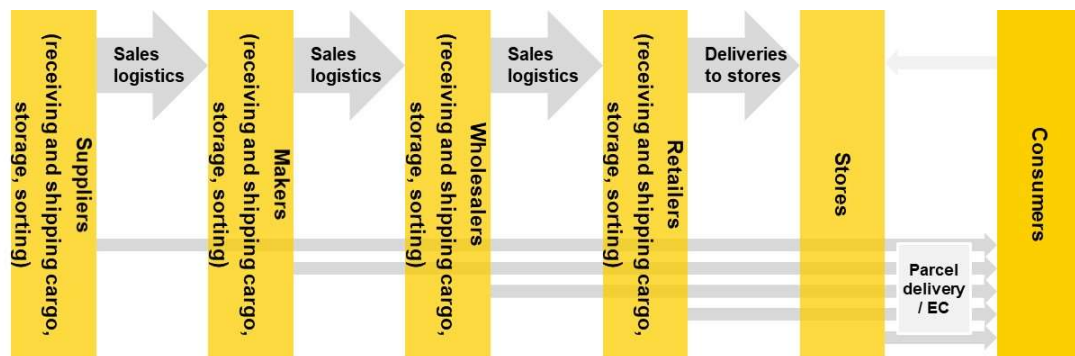 Suppliers
(receiving and shipping cargo,
storage, sorting)
Sales
logistics
Makers
(receiving and shipping cargo,
storage, sorting)
Sales
logistics
Wholesalers
(receiving and shipping cargo,
storage, sorting)
Sales
logistics
Retailers
(receiving and shipping cargo,
storage, sorting)
Deliveries
to stores
Stores
Parcel
delivery
/ EC
Consumers